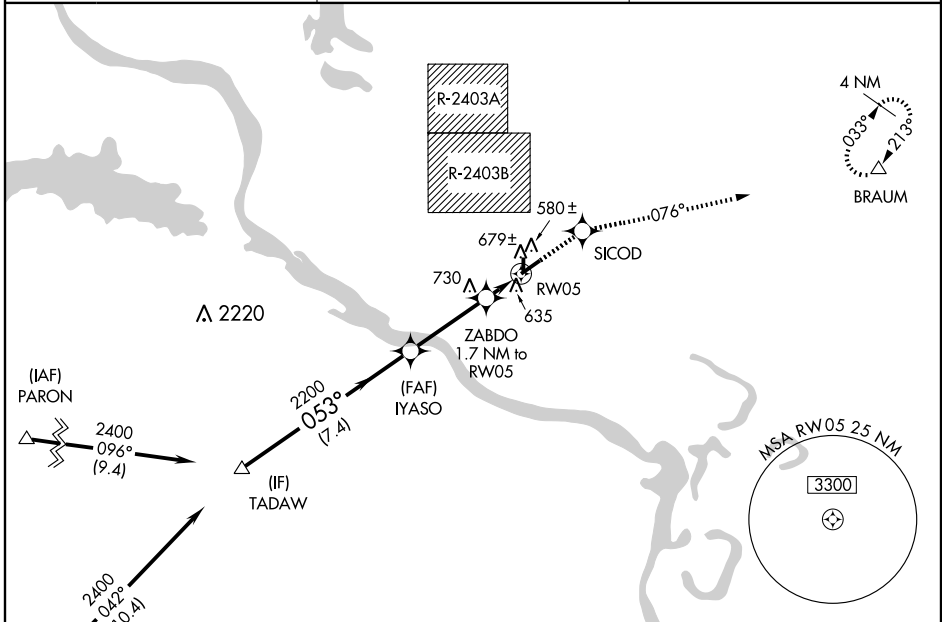 R-2403A
R-2403B
4 NM
033°
213°
BRAUM
580 ±
679±
076°
SICOD
730
RW05
635
2220
ZABDO
1.7 NM to
RW05
(FAF)
IYASO
2200
053°
(7.4)
(IAF)
PARON
2400
096°
(9.4)
(IF)
TADAW
MSA RW05 25 NM
3300
2400
042°